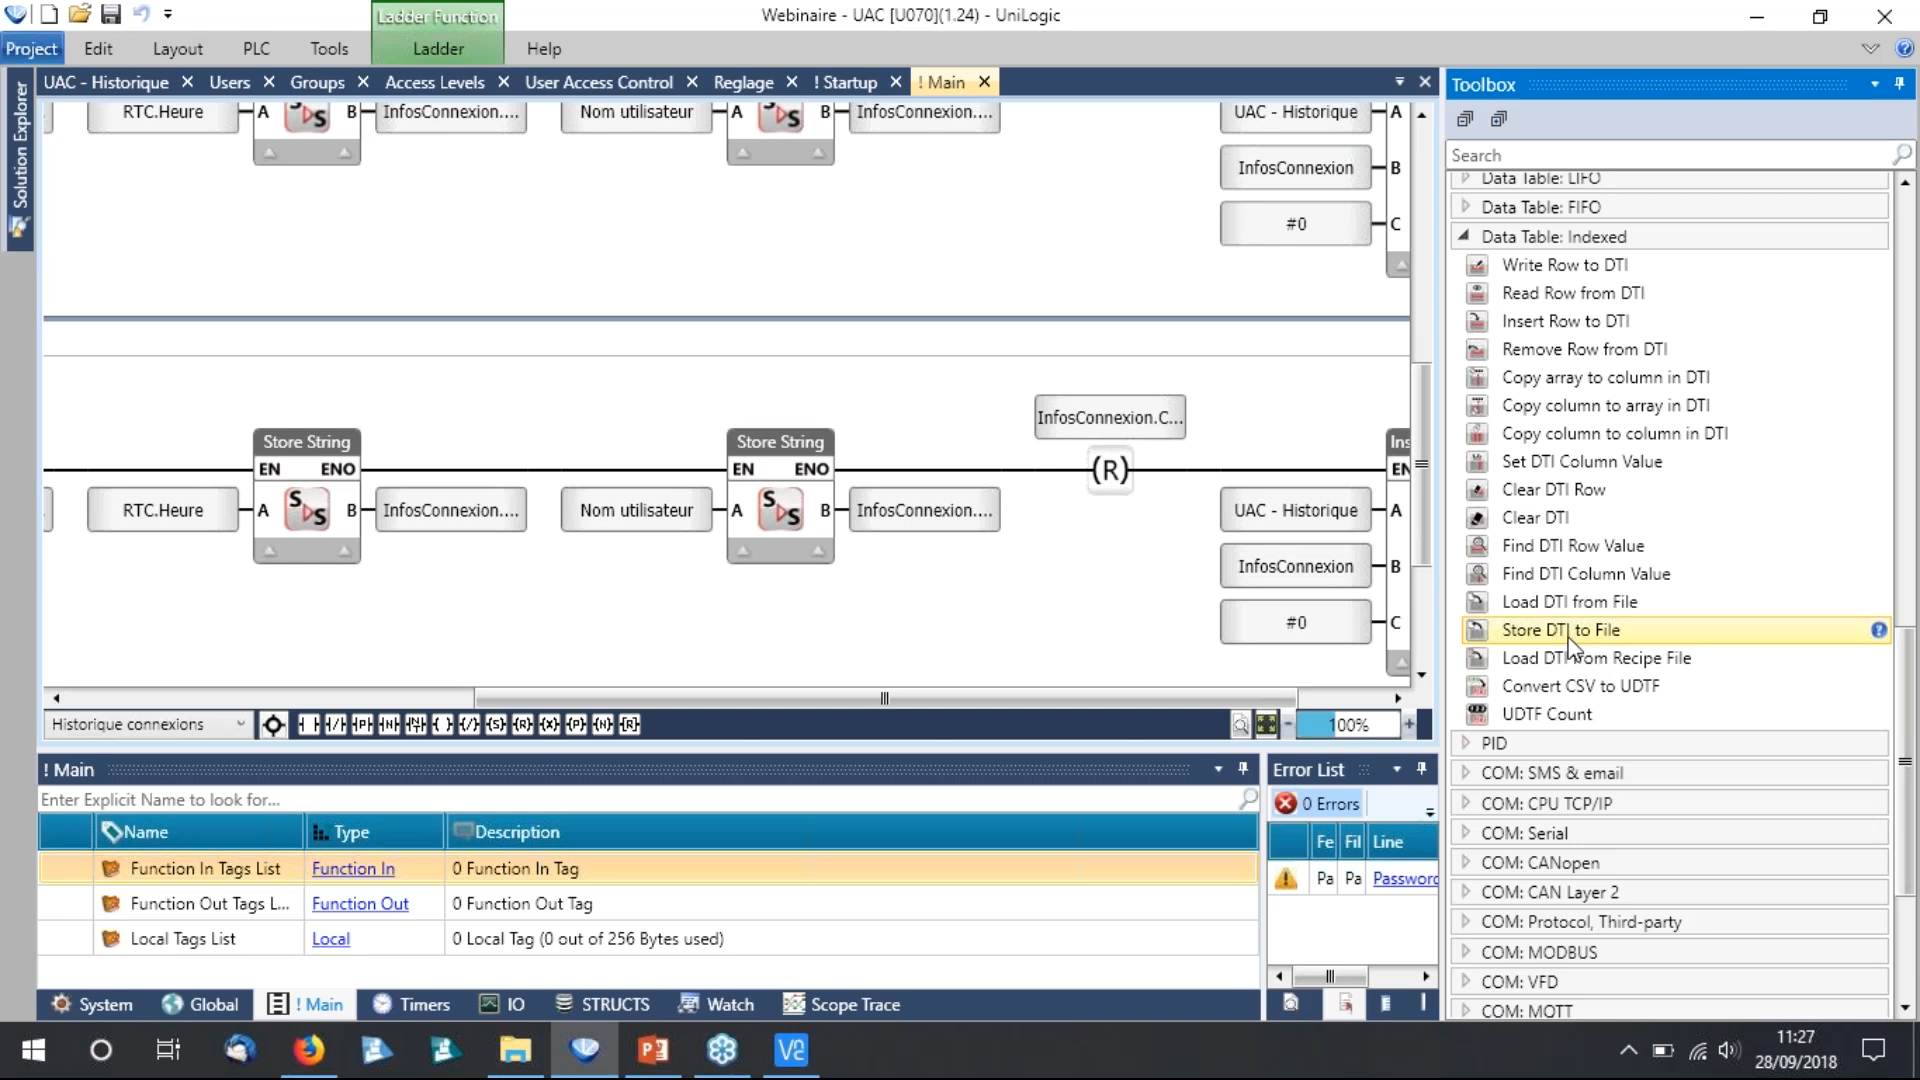 Ladder Function
Webinaire - UAC [U070](1.24) - UniLogic
Project Edit Layout PLC Tools Ladder Help
Solution Explorer
UAC - Historique Users Groups Access Levels User Access Control Reglage ! Startup ! Main
RTC.Heure A B InfosConnexion.... Nom utilisateur A B InfosConnexion.... UAC - Historique A
InfosConnexion B
#0 C
InfosConnexion.C...
Store String Store String Ins
EN ENO EN ENO (R) EN
RTC.Heure A S S B InfosConnexion.... Nom utilisateur A S S B InfosConnexion.... UAC - Historique A
InfosConnexion B
#0 C
Historique connexions 100%
! Main
Enter Explicit Name to look for...
Name Type Description
Function In Tags List Function In 0 Function In Tag
Function Out Tags L... Function Out 0 Function Out Tag
Local Tags List Local 0 Local Tag (0 out of 256 Bytes used)
Error List
0 Errors
Fe Fil Line
Pa Pa Password
System Global ! Main Timers IO STRUCTS Watch Scope Trace
Toolbox
Search
Data Table: LIFO
Data Table: FIFO
Data Table: Indexed
Write Row to DTI
Read Row from DTI
Insert Row to DTI
Remove Row from DTI
Copy array to column in DTI
Copy column to array in DTI
Copy column to column in DTI
Set DTI Column Value
Clear DTI Row
Clear DTI
Find DTI Row Value
Find DTI Column Value
Load DTI from File
Store DTI to File
Load DTI from Recipe File
Convert CSV to UDTF
UDTF Count
PID
COM: SMS & email
COM: CPU TCP/IP
COM: Serial
COM: CANopen
COM: CAN Layer 2
COM: Protocol, Third-party
COM: MODBUS
COM: VFD
COM: MQTT
11:27
28/09/2018